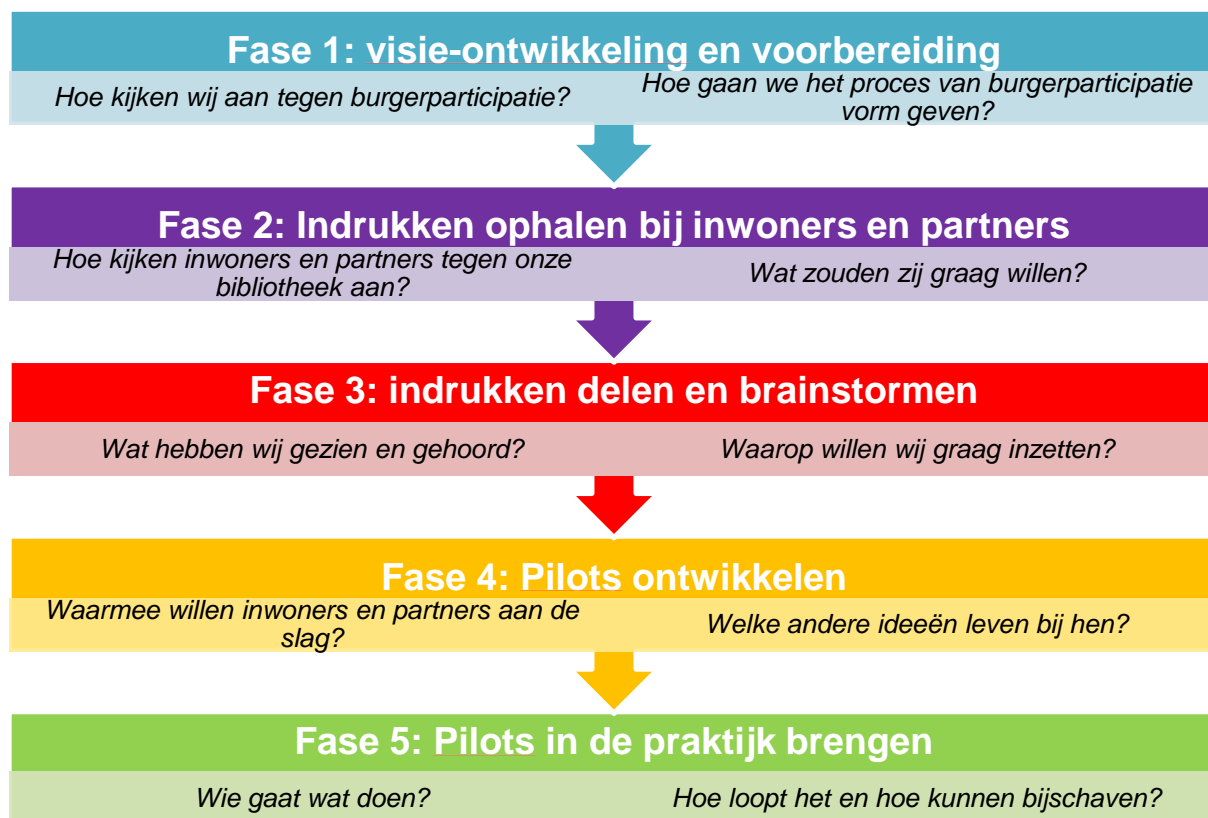 Fase 1: visie-ontwikkeling en voorbereiding
Hoe kijken wij aan tegen burgerparticipatie?
Hoe gaan we het proces van burgerparticipatie
vorm geven?
Fase 2: Indrukken ophalen bij inwoners en partners
Hoe kijken inwoners en partners tegen onze
bibliotheek aan?
Wat zouden zij graag willen?
Fase 3: indrukken delen en brainstormen
Wat hebben wij gezien en gehoord?
Waarop willen wij graag inzetten?
Fase 4: Pilots ontwikkelen
Waarmee willen inwoners en partners aan de
slag?
Welke andere ideeën leven bij hen?
Fase 5: Pilots in de praktijk brengen
Wie gaat wat doen?
Hoe loopt het en hoe kunnen bijschaven?